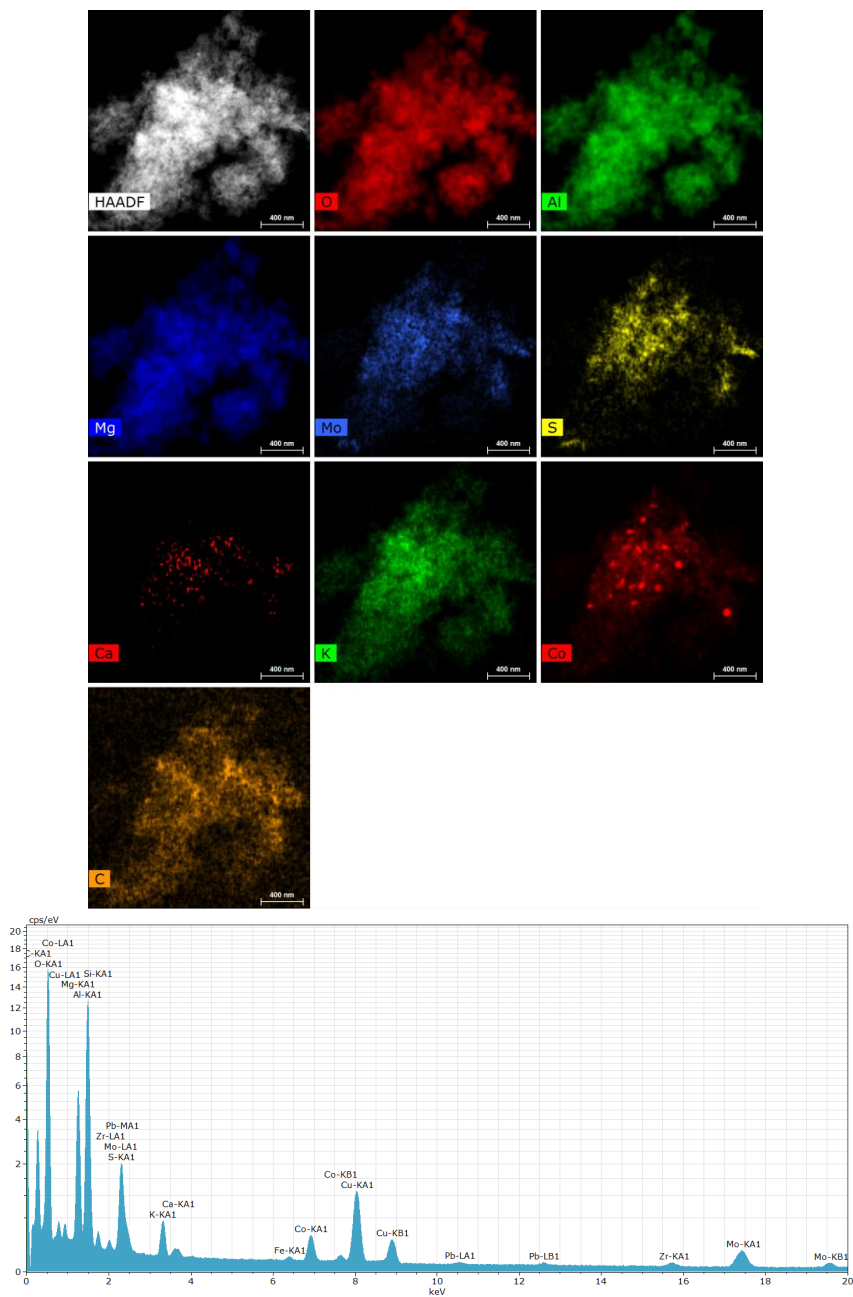 HAADF
400 nm
O
400 nm
Al
400 nm
Mg
400 nm
Mo
400 nm
S
400 nm
Ca
400 nm
K
400 nm
Co
400 nm
C
400 nm
cps/eV
20
18
16
14
12
10
8
6
4
2
0
Co-LA1
C-KA1
O-KA1
Cu-LA1 Si-KA1
Mg-KA1
Al-KA1
Pb-MA1
Zr-LA1
Mo-LA1
S-KA1
Ca-KA1
K-KA1
Fe-KA1
Co-KA1
Co-KB1
Cu-KA1
Cu-KB1
Pb-LA1
Pb-LB1
Zr-KA1
Mo-KA1
Mo-KB1
0 2 4 6 8 10 12 14 16 18 20
keV